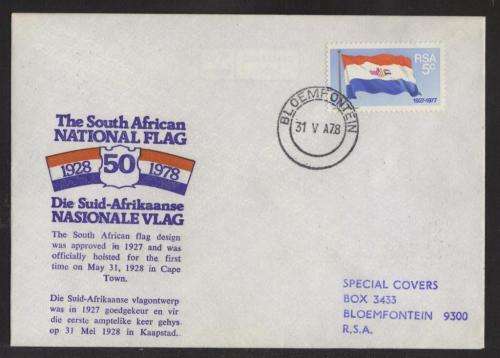 The South African
NATIONAL FLAG
1928 50 1978
Die Suid-Afrikaanse
NASIONALE VLAG
The South African flag design
was approved in 1927 and was
officially hoisted for the first
time on May 31, 1928 in Cape
Town.
Die Suid-Afrikaanse vlagontwerp
was in 1927 goedgekeur en vir
die eerste amptelike keer gehys
op 31 Mei 1928 in Kaapstad.
BLOEMFONTEIN
31 V A78
RSA
5c
1927-1977
SPECIAL COVERS
BOX 3433
BLOEMFONTEIN 9300
R.S.A.